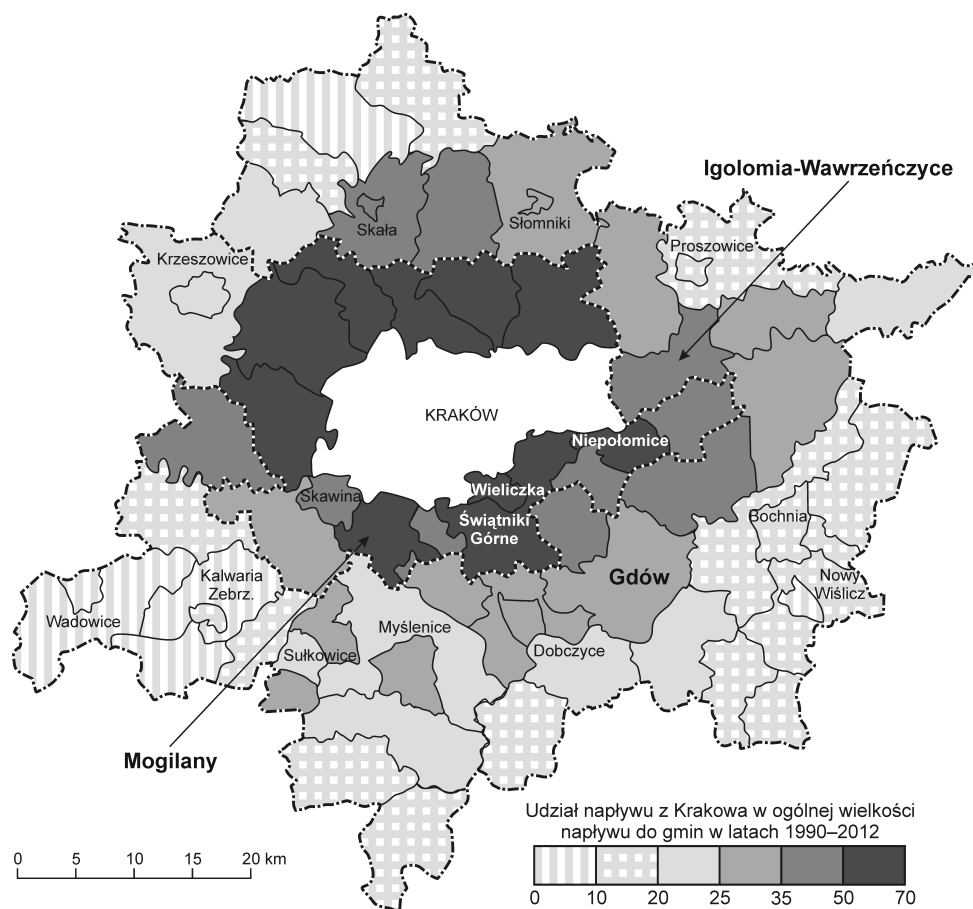 Igolomia-Wawrzeńczyce
Skała
Słomniki
Proszowice
Krzeszowice
KRAKÓW
Niepołomice
Wieliczka
Skawina
Świątniki
Górne
Bochnia
Gdów
Nowy
Wiślicz
Kalwaria
Zebrz.
Wadowice
Myślenice
Sułkowice
Dobczyce
Mogilany
Udział napływu z Krakowa w ogólnej wielkości
napływu do gmin w latach 1990–2012
0 5 10 15 20 km
0 10 20 25 35 50 70